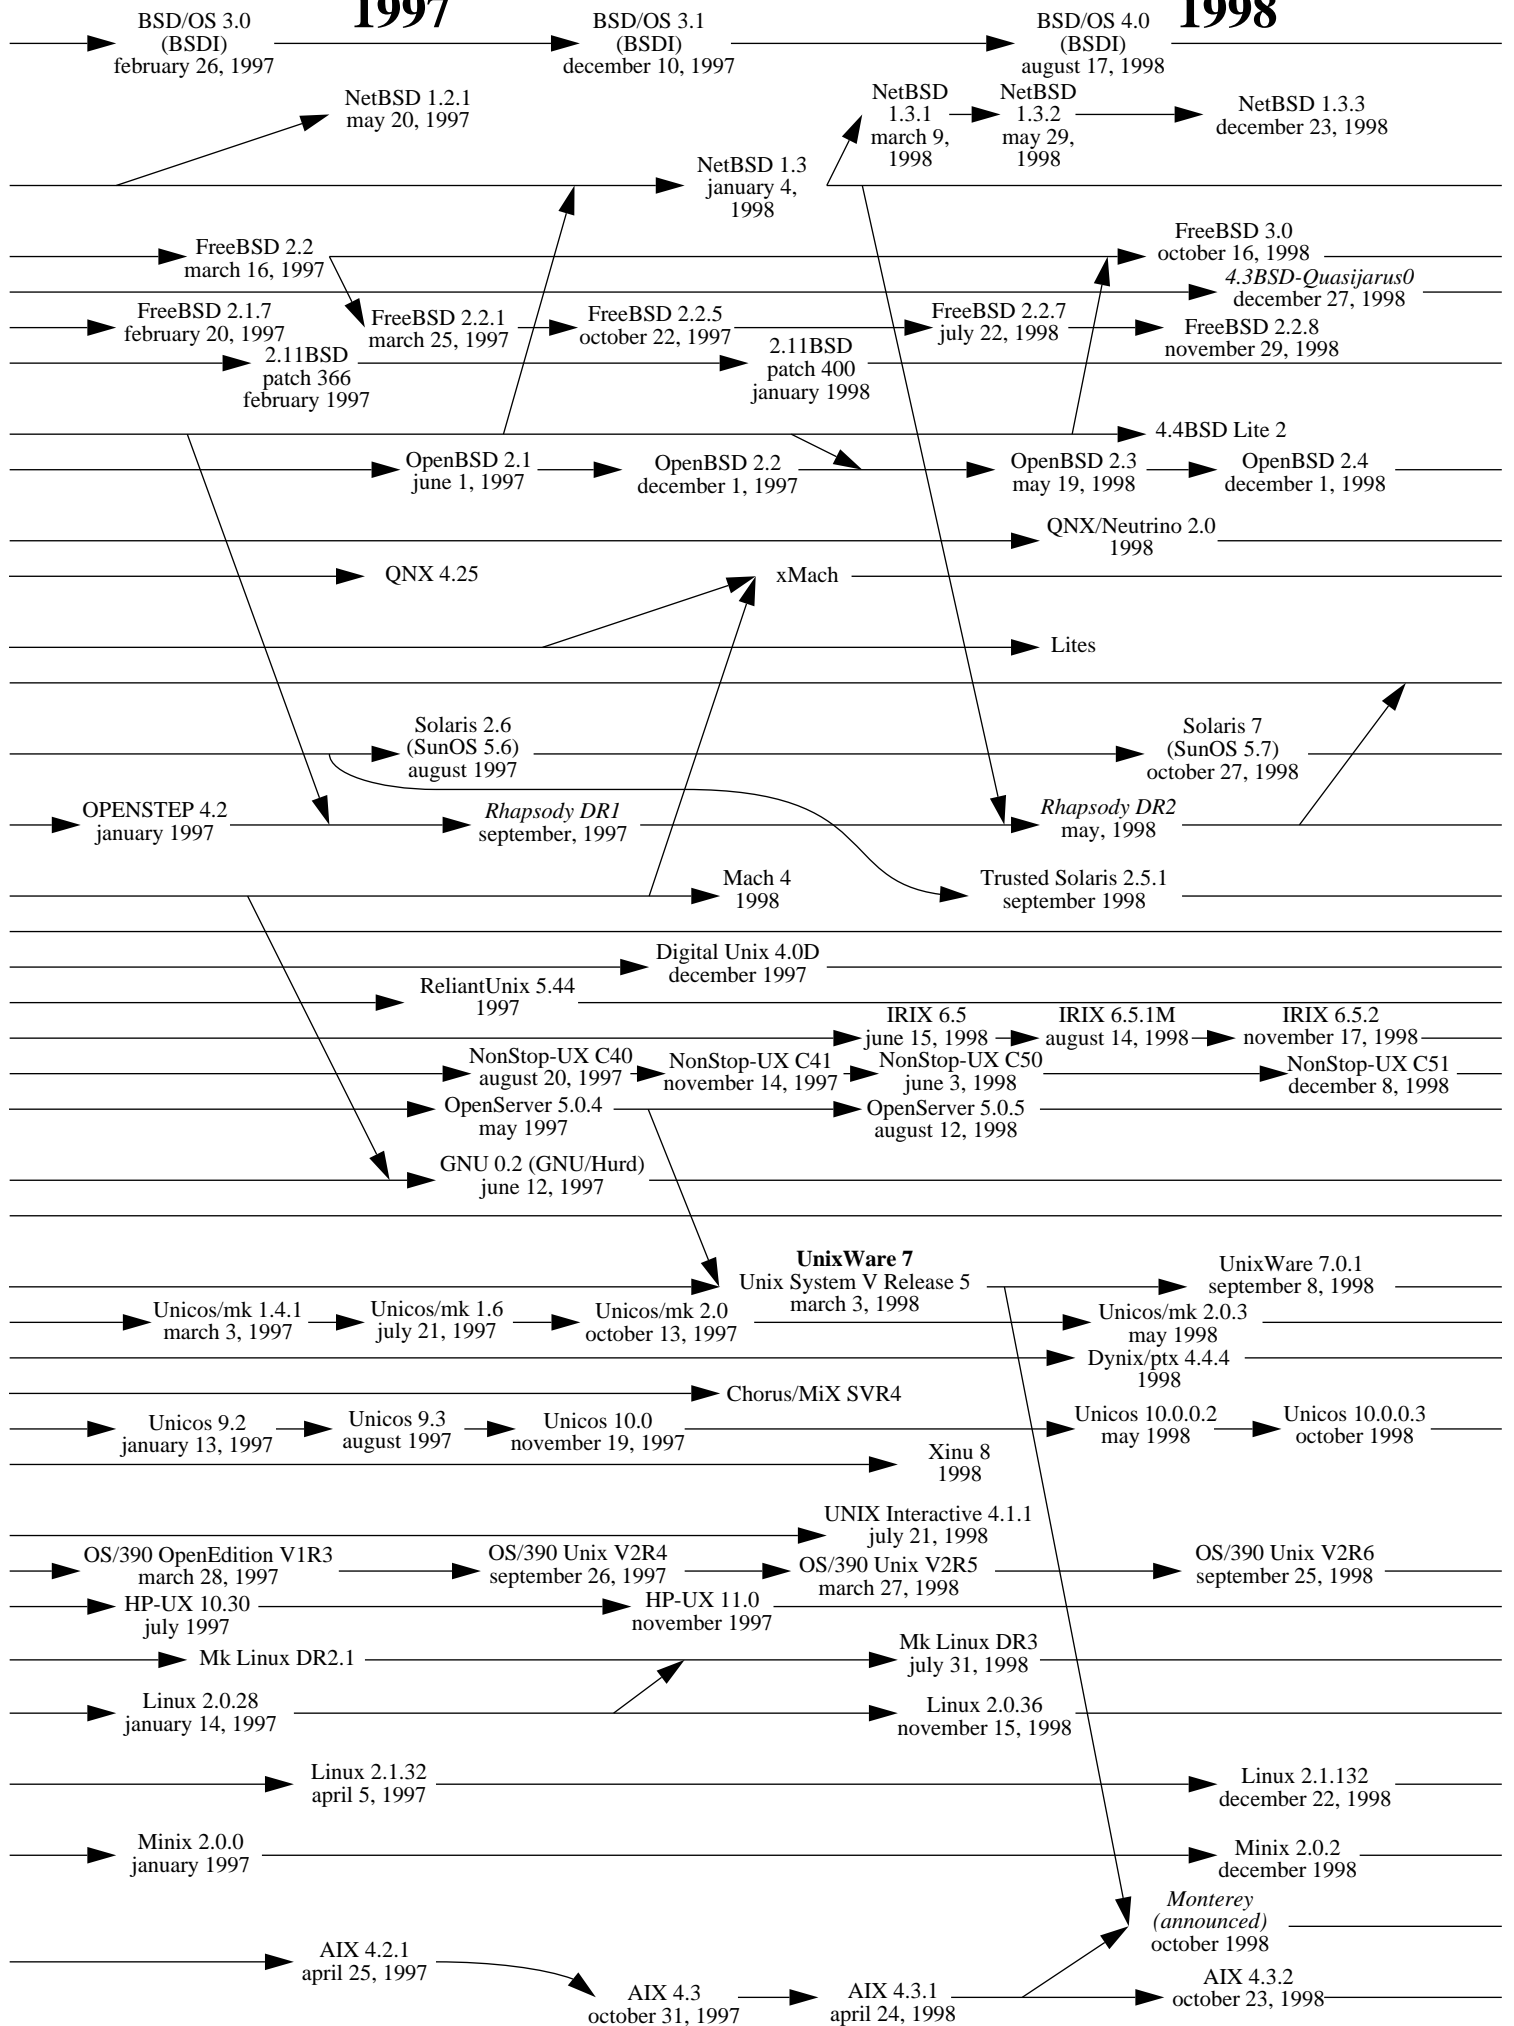 1997
1998
BSD/OS 3.0
(BSDI)
february 26, 1997
BSD/OS 3.1
(BSDI)
december 10, 1997
BSD/OS 4.0
(BSDI)
august 17, 1998
NetBSD 1.2.1
may 20, 1997
NetBSD
1.3.1
march 9,
1998
NetBSD
1.3.2
may 29,
1998
NetBSD 1.3.3
december 23, 1998
NetBSD 1.3
january 4,
1998
FreeBSD 2.2
march 16, 1997
FreeBSD 3.0
october 16, 1998
4.3BSD-Quasijarus0
december 27, 1998
FreeBSD 2.1.7
february 20, 1997
FreeBSD 2.2.1
march 25, 1997
FreeBSD 2.2.5
october 22, 1997
FreeBSD 2.2.7
july 22, 1998
FreeBSD 2.2.8
november 29, 1998
2.11BSD
patch 366
february 1997
2.11BSD
patch 400
january 1998
4.4BSD Lite 2
OpenBSD 2.1
june 1, 1997
OpenBSD 2.2
december 1, 1997
OpenBSD 2.3
may 19, 1998
OpenBSD 2.4
december 1, 1998
QNX/Neutrino 2.0
1998
QNX 4.25
xMach
Lites
Solaris 2.6
(SunOS 5.6)
august 1997
Solaris 7
(SunOS 5.7)
october 27, 1998
OPENSTEP 4.2
january 1997
Rhapsody DR1
september, 1997
Rhapsody DR2
may, 1998
Mach 4
1998
Trusted Solaris 2.5.1
september 1998
Digital Unix 4.0D
december 1997
ReliantUnix 5.44
1997
IRIX 6.5
june 15, 1998
IRIX 6.5.1M
august 14, 1998
IRIX 6.5.2
november 17, 1998
NonStop-UX C40
august 20, 1997
NonStop-UX C41
november 14, 1997
NonStop-UX C50
june 3, 1998
NonStop-UX C51
december 8, 1998
OpenServer 5.0.4
may 1997
OpenServer 5.0.5
august 12, 1998
GNU 0.2 (GNU/Hurd)
june 12, 1997
UnixWare 7
Unix System V Release 5
march 3, 1998
UnixWare 7.0.1
september 8, 1998
Unicos/mk 1.4.1
march 3, 1997
Unicos/mk 1.6
july 21, 1997
Unicos/mk 2.0
october 13, 1997
Unicos/mk 2.0.3
may 1998
Dynix/ptx 4.4.4
1998
Chorus/MiX SVR4
Unicos 9.2
january 13, 1997
Unicos 9.3
august 1997
Unicos 10.0
november 19, 1997
Unicos 10.0.0.2
may 1998
Unicos 10.0.0.3
october 1998
Xinu 8
1998
UNIX Interactive 4.1.1
july 21, 1998
OS/390 OpenEdition V1R3
march 28, 1997
OS/390 Unix V2R4
september 26, 1997
OS/390 Unix V2R5
march 27, 1998
OS/390 Unix V2R6
september 25, 1998
HP-UX 10.30
july 1997
HP-UX 11.0
november 1997
Mk Linux DR2.1
Mk Linux DR3
july 31, 1998
Linux 2.0.28
january 14, 1997
Linux 2.0.36
november 15, 1998
Linux 2.1.32
april 5, 1997
Linux 2.1.132
december 22, 1998
Minix 2.0.0
january 1997
Minix 2.0.2
december 1998
Monterey
(announced)
october 1998
AIX 4.2.1
april 25, 1997
AIX 4.3
october 31, 1997
AIX 4.3.1
april 24, 1998
AIX 4.3.2
october 23, 1998